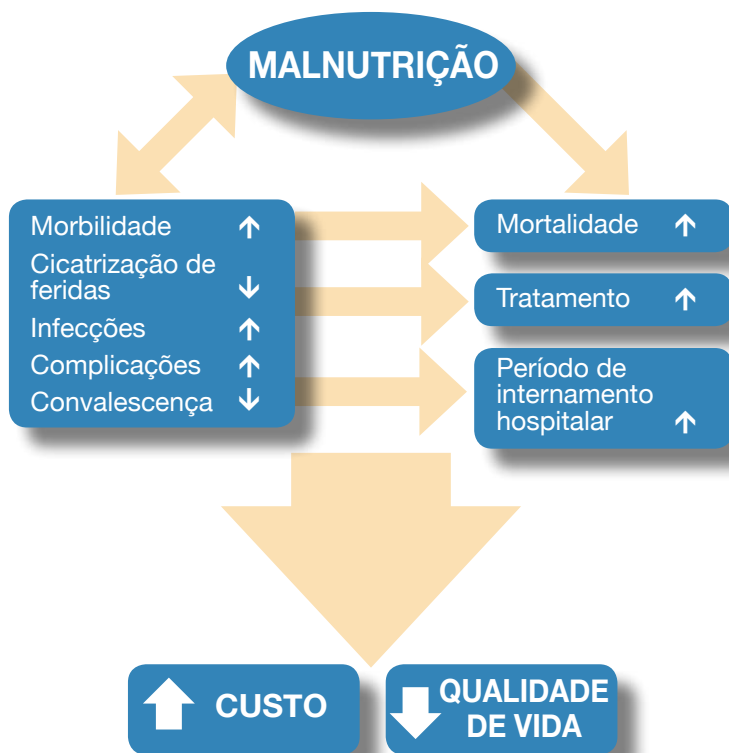 MALNUTRIÇÃO
Morbilidade ↑
Cicatrização de
feridas ↓
Infecções ↑
Complicações ↑
Convalescença ↓
Mortalidade ↑
Tratamento ↑
Período de
internamento
hospitalar ↑
CUSTO
QUALIDADE
DE VIDA